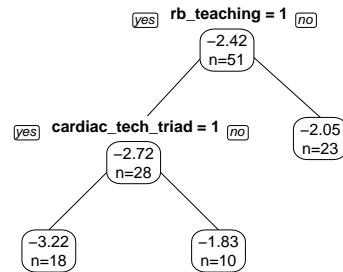 yes rb_teaching = 1 no
−2.42
n=51
yes cardiac_tech_triad = 1 no
−2.72
n=28
−2.05
n=23
−3.22
n=18
−1.83
n=10